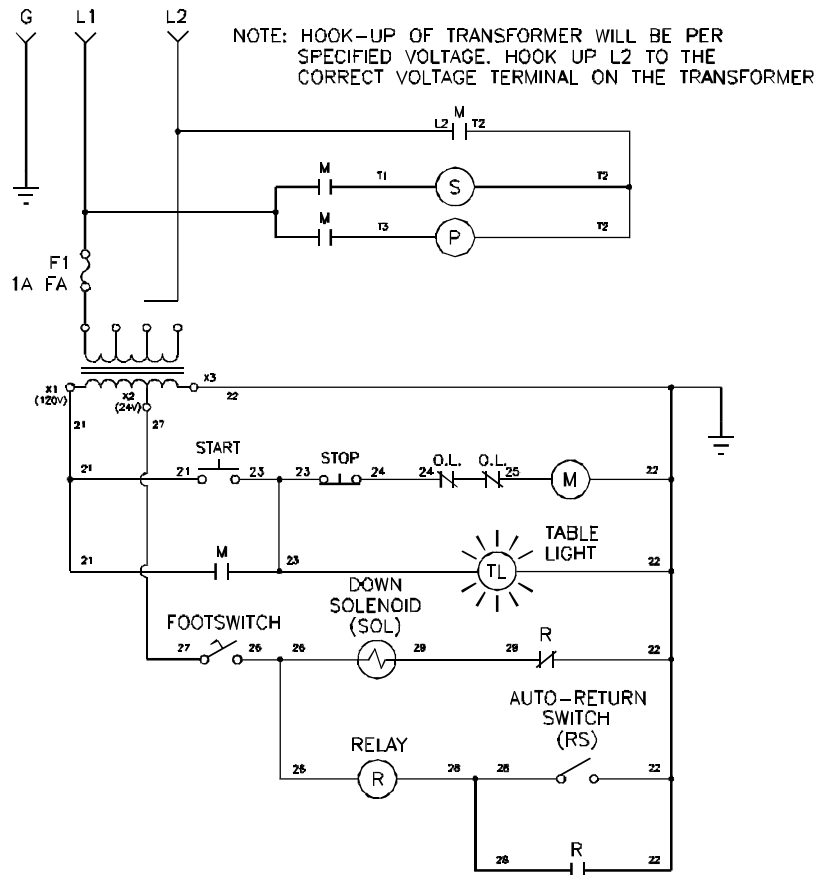 G L1 L2
NOTE: HOOK-UP OF TRANSFORMER WILL BE PER
SPECIFIED VOLTAGE. HOOK UP L2 TO THE
CORRECT VOLTAGE TERMINAL ON THE TRANSFORMER
M
L2 T2
M T1 S T2
M T3 P T2
F1
1A FA
X1
(120V)
X2
(24V)
X3
22
21 27
START
STOP
21 21 23 23 24 24 O.L. O.L. 25 M 22
TABLE
LIGHT
21 M 23 TL 22
DOWN
SOLENOID
(SOL)
FOOTSWITCH
27 26 26 29 29 R 22
AUTO-RETURN
SWITCH
(RS)
RELAY
26 R 28 28 22
28 R 22